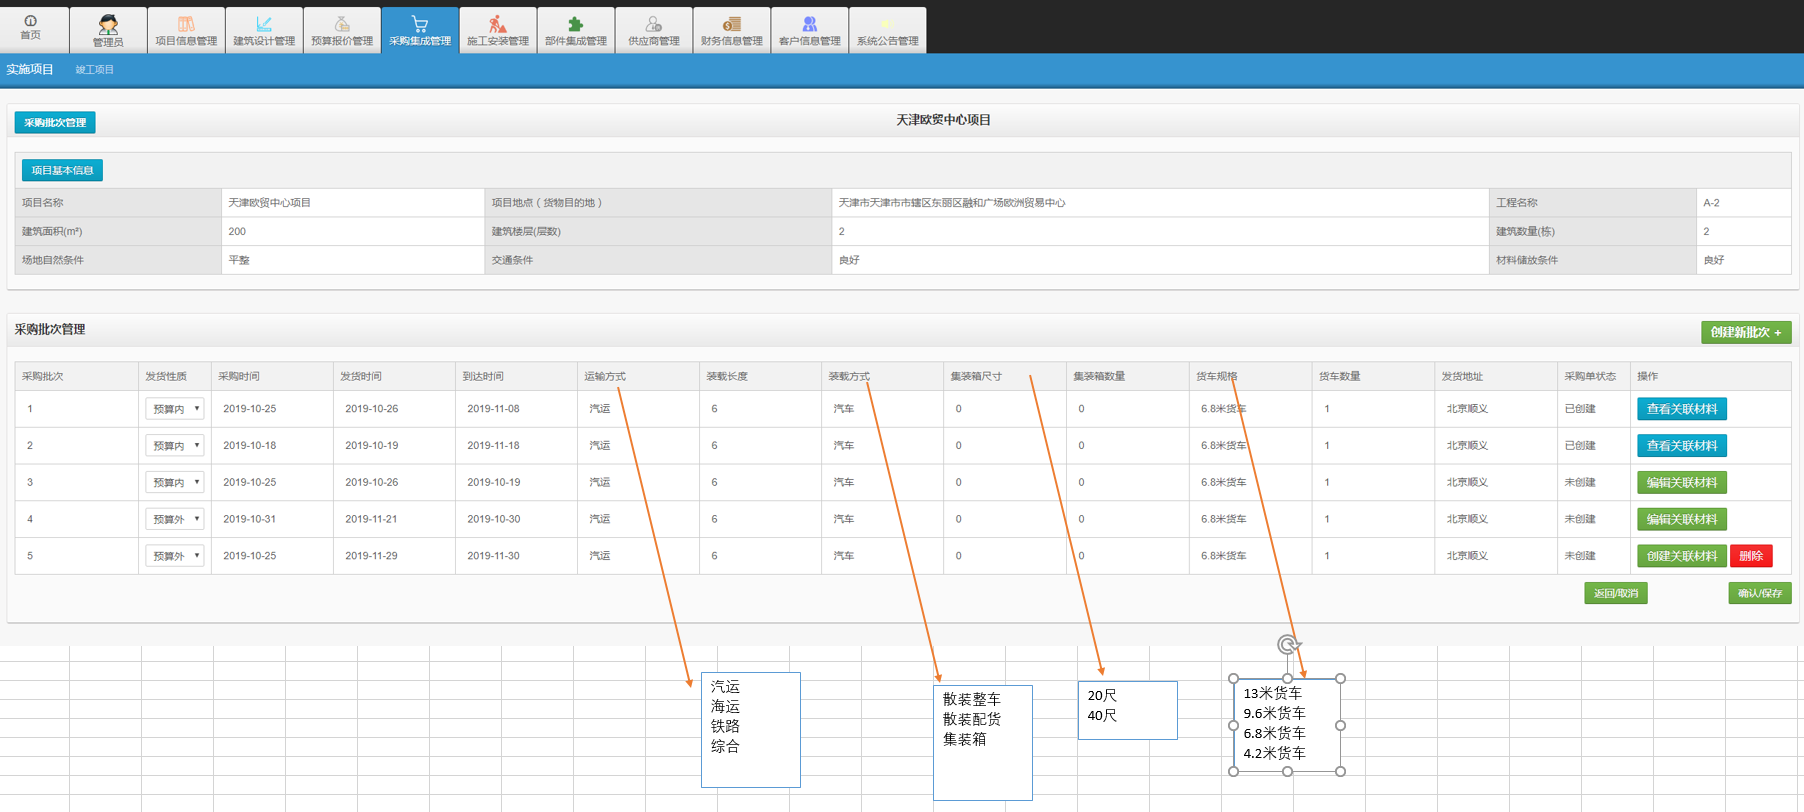 首页
管理员
项目信息管理
建筑设计管理
预算报价管理
采购集成管理
施工安装管理
部件集成管理
供应商管理
财务信息管理
客户信息管理
系统公告管理
实施项目 竣工项目
采购批次管理 天津欧贸中心项目
项目基本信息
项目名称 天津欧贸中心项目 项目地点（货物目的地） 天津市天津市市辖区东丽区融和广场欧洲贸易中心 工程名称 A-2
建筑面积(m²) 200 建筑楼层(层数) 2 建筑数量(栋) 2
场地自然条件 平整 交通条件 良好 材料储放条件 良好
采购批次管理 创建新批次 +
采购批次 发货性质 采购时间 发货时间 到达时间 运输方式 装载长度 装载方式 集装箱尺寸 集装箱数量 货车规格 货车数量 发货地址 采购单状态 操作
1 预算内 2019-10-25 2019-10-26 2019-11-08 汽运 6 汽车 0 0 6.8米货车 1 北京顺义 已创建 查看关联材料
2 预算内 2019-10-18 2019-10-19 2019-11-18 汽运 6 汽车 0 0 6.8米货车 1 北京顺义 已创建 查看关联材料
3 预算内 2019-10-25 2019-10-26 2019-10-19 汽运 6 汽车 0 0 6.8米货车 1 北京顺义 未创建 编辑关联材料
4 预算外 2019-10-31 2019-11-21 2019-10-30 汽运 6 汽车 0 0 6.8米货车 1 北京顺义 未创建 编辑关联材料
5 预算外 2019-10-25 2019-11-29 2019-11-30 汽运 6 汽车 0 0 6.8米货车 1 北京顺义 未创建 创建关联材料 删除
返回/取消 确认/保存
汽运
海运
铁路
综合
散装整车
散装配货
集装箱
20尺
40尺
13米货车
9.6米货车
6.8米货车
4.2米货车